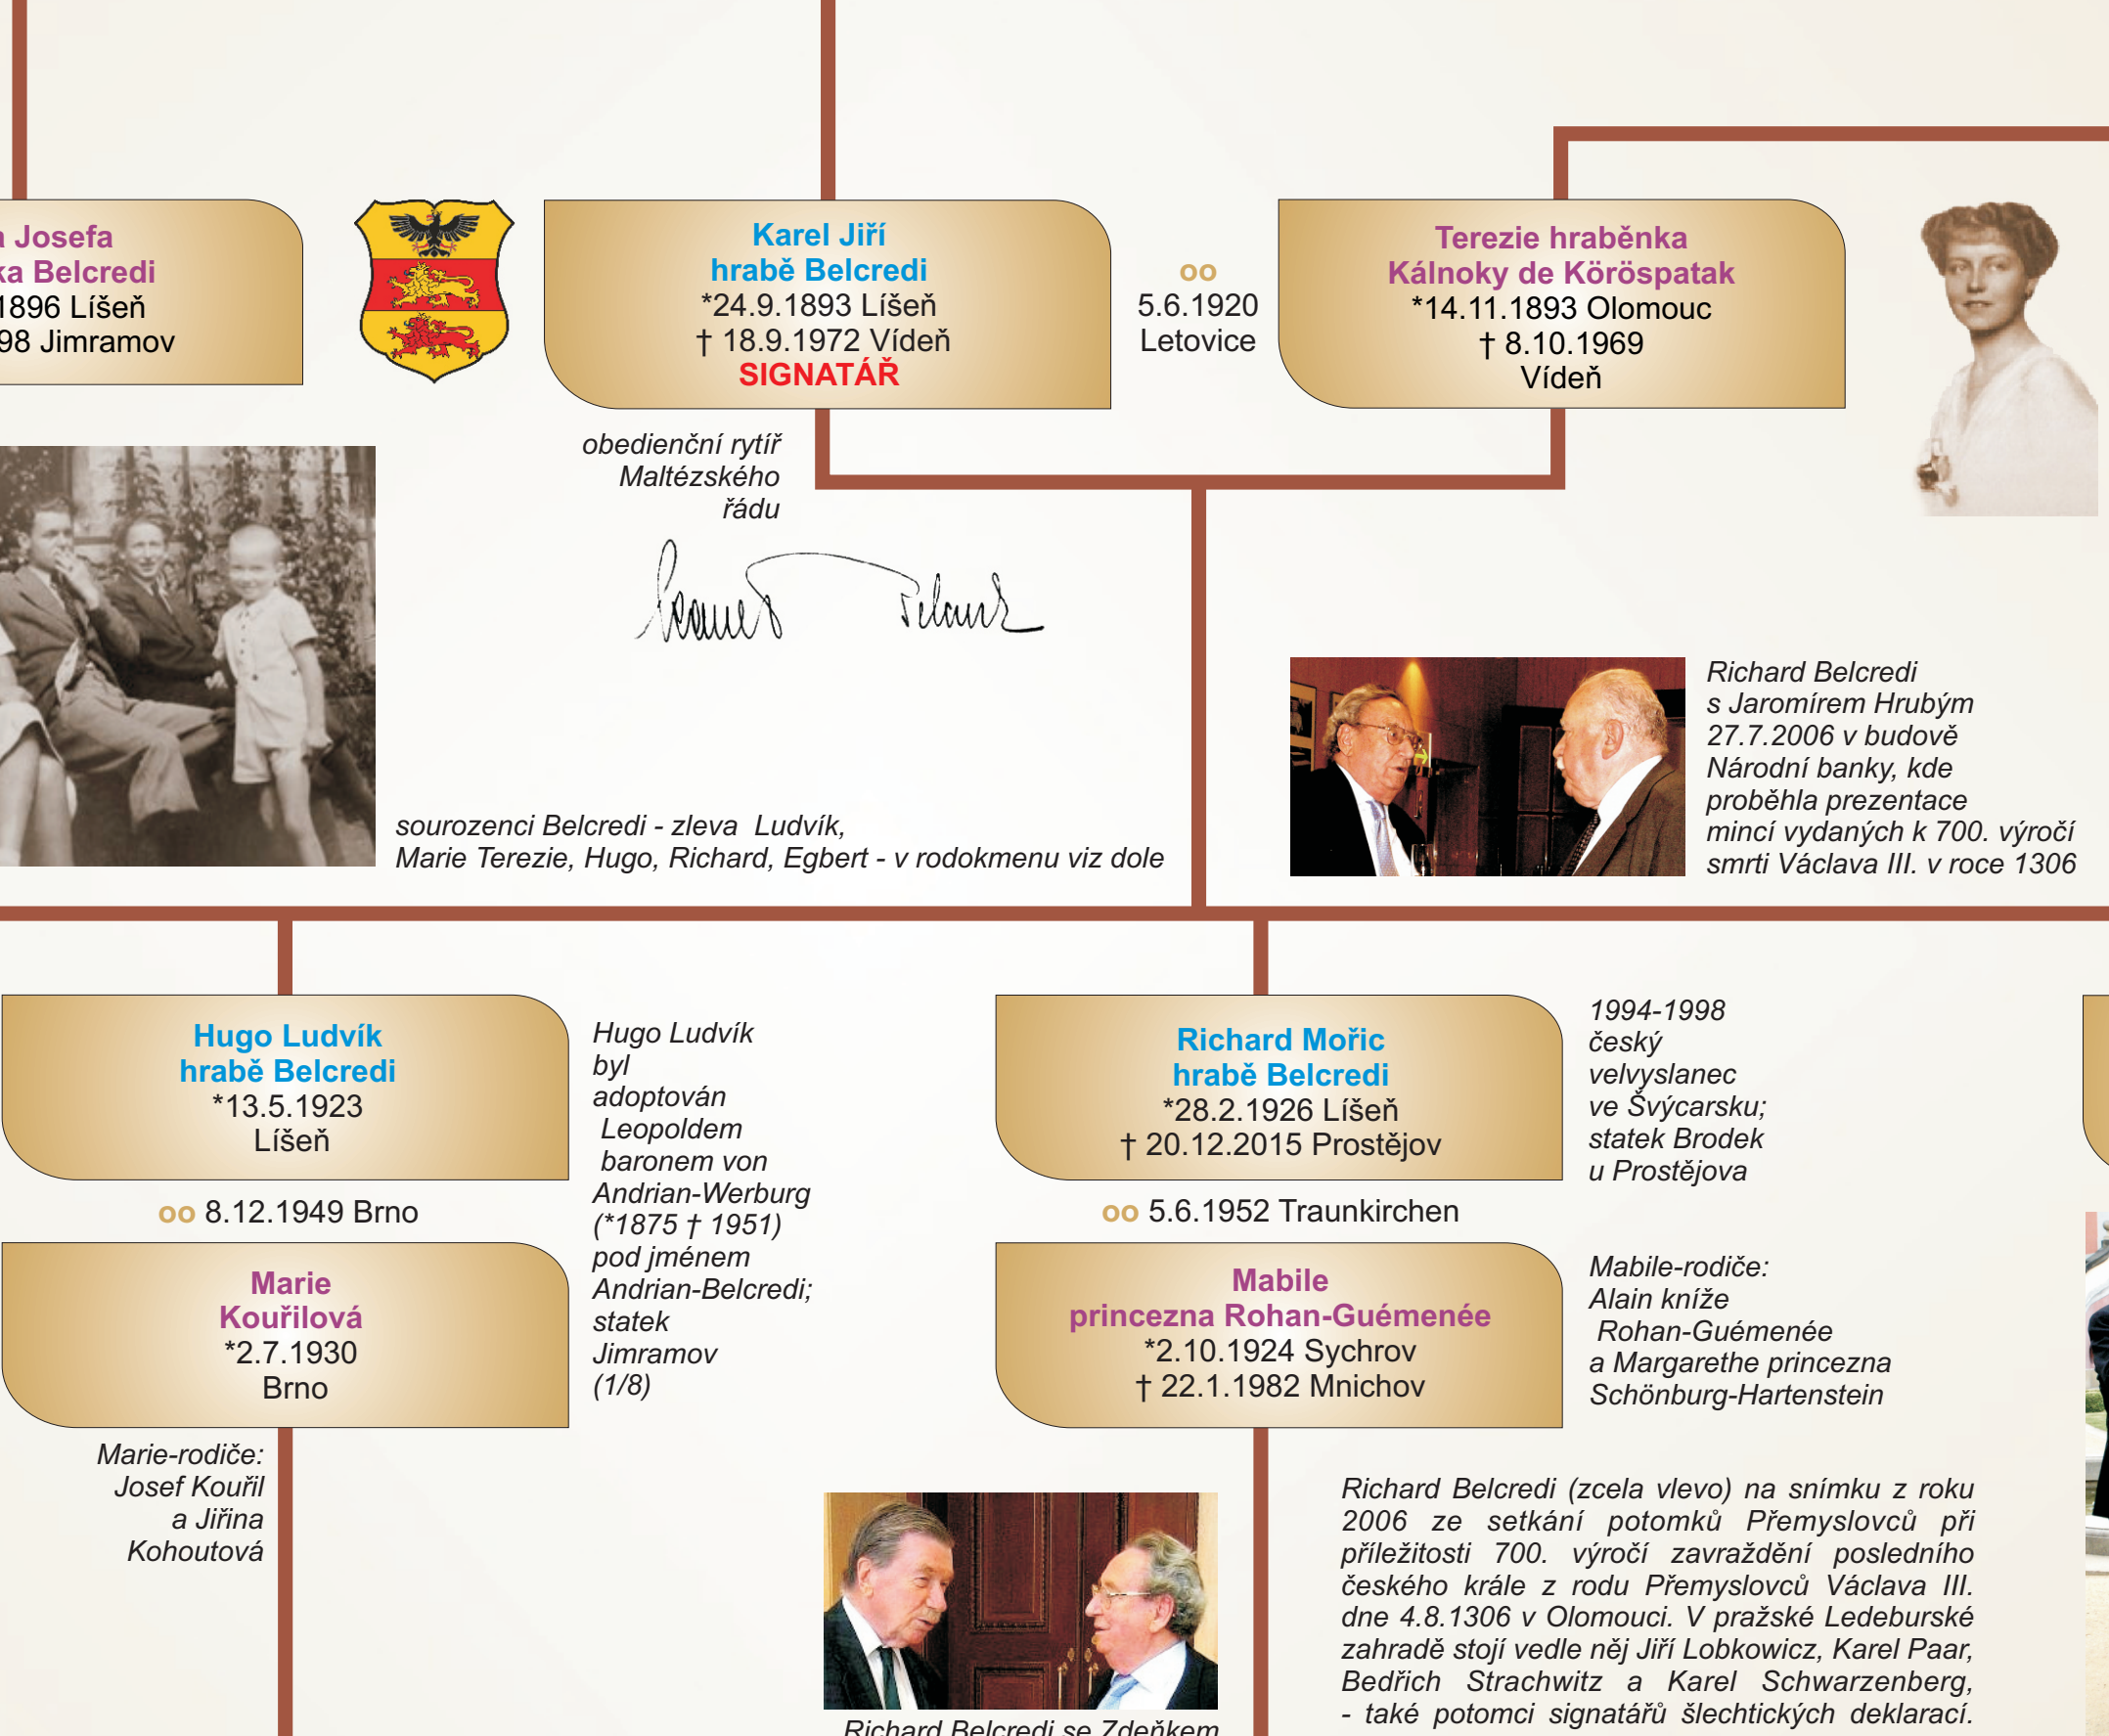 a Josefa
ka Belcredi
1896 Líšeň
98 Jimramov
Karel Jiří
hrabě Belcredi
*24.9.1893 Líšeň
† 18.9.1972 Vídeň
SIGNATÁŘ
oo
5.6.1920
Letovice
Terezie hraběnka
Kálnoky de Köröspatak
*14.11.1893 Olomouc
† 8.10.1969
Vídeň
obedienční rytíř
Maltézského
řádu
sourozenci Belcredi - zleva Ludvík,
Marie Terezie, Hugo, Richard, Egbert - v rodokmenu viz dole
Richard Belcredi
s Jaromírem Hrubým
27.7.2006 v budově
Národní banky, kde
proběhla prezentace
mincí vydaných k 700. výročí
smrti Václava III. v roce 1306
Hugo Ludvík
hrabě Belcredi
*13.5.1923
Líšeň
oo 8.12.1949 Brno
Marie
Kouřilová
*2.7.1930
Brno
Marie-rodiče:
Josef Kouřil
a Jiřina
Kohoutová
Hugo Ludvík
byl
adoptován
Leopoldem
baronem von
Andrian-Werburg
(*1875 † 1951)
pod jménem
Andrian-Belcredi;
statek
Jimramov
(1/8)
Richard Mořic
hrabě Belcredi
*28.2.1926 Líšeň
† 20.12.2015 Prostějov
oo 5.6.1952 Traunkirchen
Mabile
princezna Rohan-Guémenée
*2.10.1924 Sychrov
† 22.1.1982 Mnichov
1994-1998
český
velvyslanec
ve Švýcarsku;
statek Brodek
u Prostějova
Mabile-rodiče:
Alain kníže
Rohan-Guémenée
a Margarethe princezna
Schönburg-Hartenstein
Richard Belcredi se Zdeňkem
Richard Belcredi (zcela vlevo) na snímku z roku
2006 ze setkání potomků Přemyslovců při
příležitosti 700. výročí zavraždění posledního
českého krále z rodu Přemyslovců Václava III.
dne 4.8.1306 v Olomouci. V pražské Ledeburské
zahradě stojí vedle něj Jiří Lobkowicz, Karel Paar,
Bedřich Strachwitz a Karel Schwarzenberg,
- také potomci signatářů šlechtických deklarací.